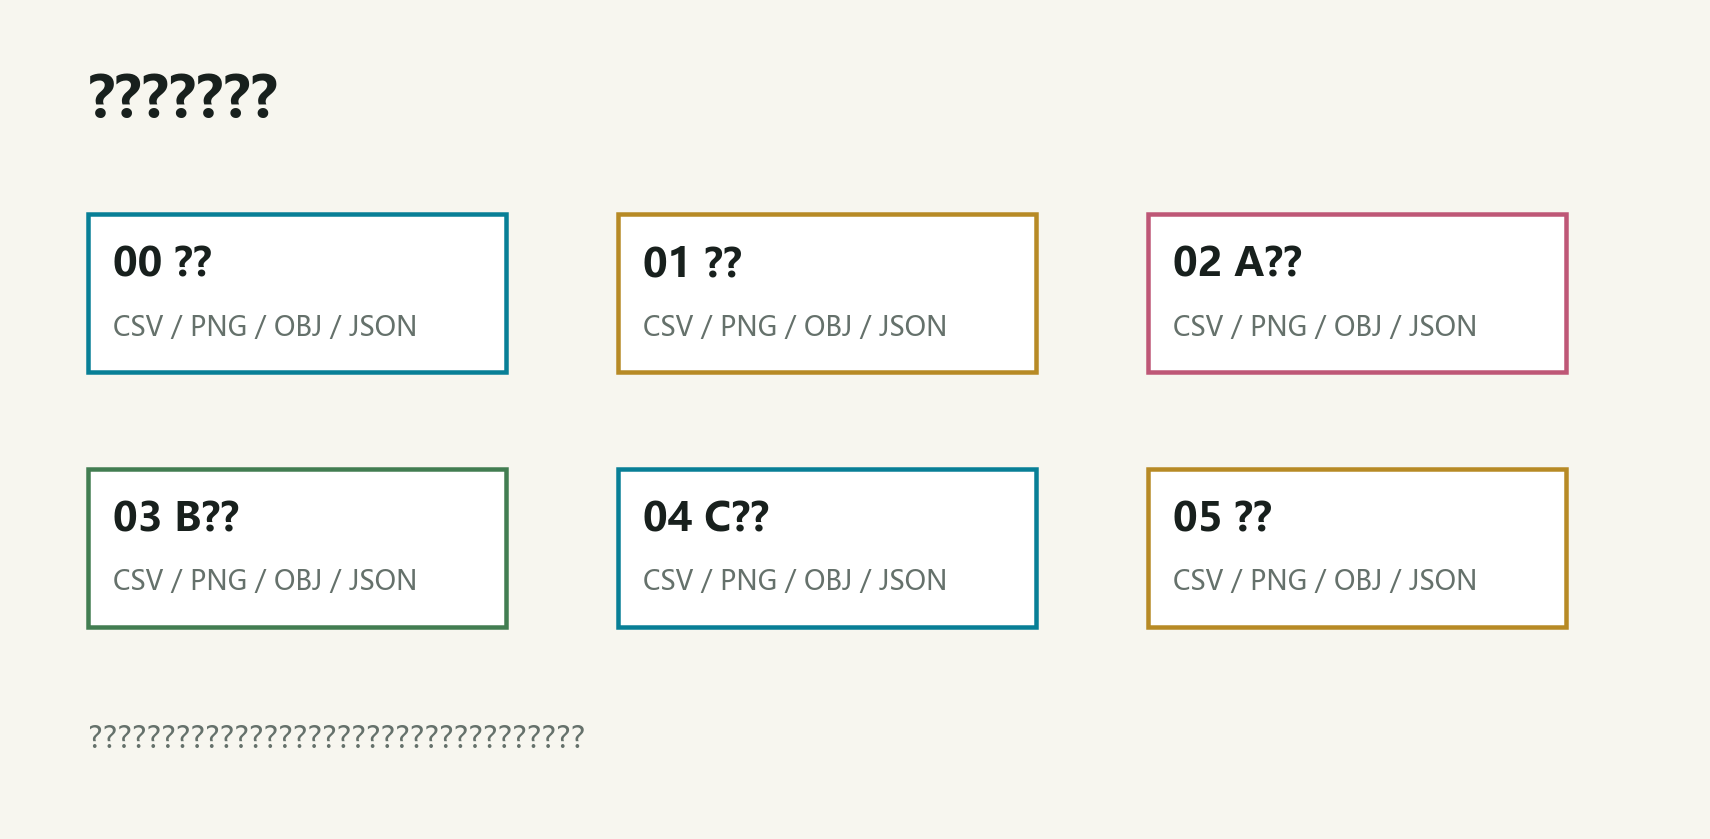 ???????
00 ??
CSV / PNG / OBJ / JSON
01 ??
CSV / PNG / OBJ / JSON
02 A??
CSV / PNG / OBJ / JSON
03 B??
CSV / PNG / OBJ / JSON
04 C??
CSV / PNG / OBJ / JSON
05 ??
CSV / PNG / OBJ / JSON
??????????????????????????????????